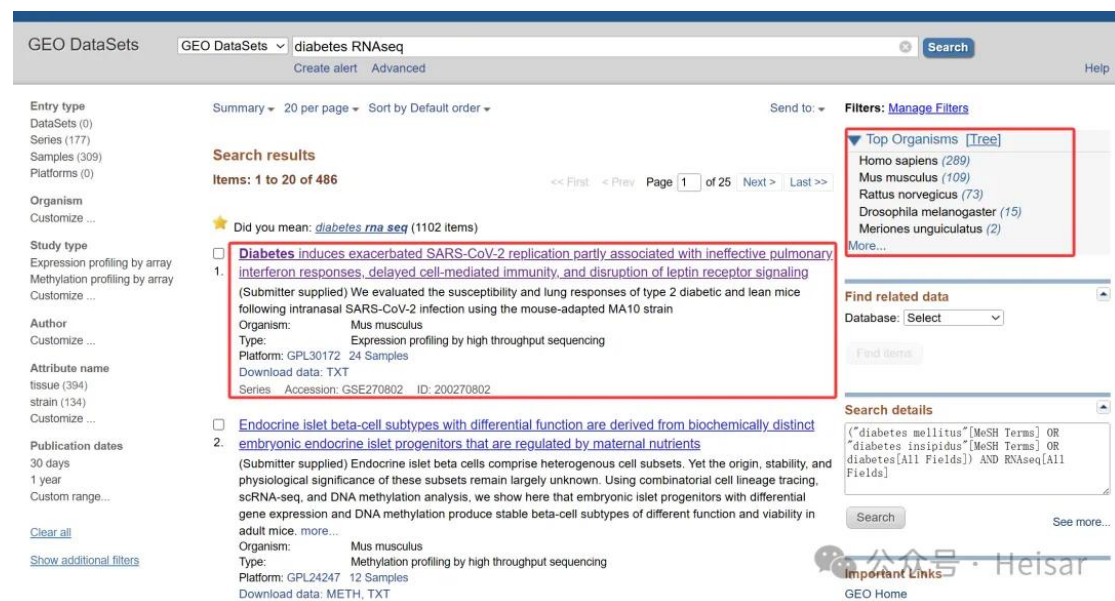 GEO DataSets
GEO DataSets
diabetes RNAseq
Search
Create alert Advanced
Help
Entry type
DataSets (0)
Series (177)
Samples (309)
Platforms (0)
Organism
Customize ...
Study type
Expression profiling by array
Methylation profiling by array
Customize ...
Author
Customize ...
Attribute name
tissue (394)
strain (134)
Customize ...
Publication dates
30 days
1 year
Custom range...
Clear all
Show additional filters
Summary 20 per page Sort by Default order
Send to:
Search results
Items: 1 to 20 of 486
<< First < Prev Page 1 of 25 Next > Last >>
Did you mean: diabetes rna seq (1102 items)
1.
Diabetes induces exacerbated SARS-CoV-2 replication partly associated with ineffective pulmonary
interferon responses, delayed cell-mediated immunity, and disruption of leptin receptor signaling
(Submitter supplied) We evaluated the susceptibility and lung responses of type 2 diabetic and lean mice
following intranasal SARS-CoV-2 infection using the mouse-adapted MA10 strain
Organism: Mus musculus
Type: Expression profiling by high throughput sequencing
Platform: GPL30172 24 Samples
Download data: TXT
Series Accession: GSE270802 ID: 200270802
2.
Endocrine islet beta-cell subtypes with differential function are derived from biochemically distinct
embryonic endocrine islet progenitors that are regulated by maternal nutrients
(Submitter supplied) Endocrine islet beta cells comprise heterogenous cell subsets. Yet the origin, stability, and
physiological significance of these subsets remain largely unknown. Using combinatorial cell lineage tracing,
scRNA-seq, and DNA methylation analysis, we show here that embryonic islet progenitors with differential
gene expression and DNA methylation produce stable beta-cell subtypes of different function and viability in
adult mice. more...
Organism: Mus musculus
Type: Methylation profiling by high throughput sequencing
Platform: GPL24247 12 Samples
Download data: METH, TXT
Filters: Manage Filters
Top Organisms [Tree]
Homo sapiens (289)
Mus musculus (109)
Rattus norvegicus (73)
Drosophila melanogaster (15)
Meriones unguiculatus (2)
More...
Find related data
Database: Select
Find items
Search details
("diabetes mellitus"[MeSH Terms] OR
"diabetes insipidus"[MeSH Terms] OR
diabetes[All Fields]) AND RNAseq[All
Fields]
Search
See more...
Important Links
GEO Home
公众号 · Heisar